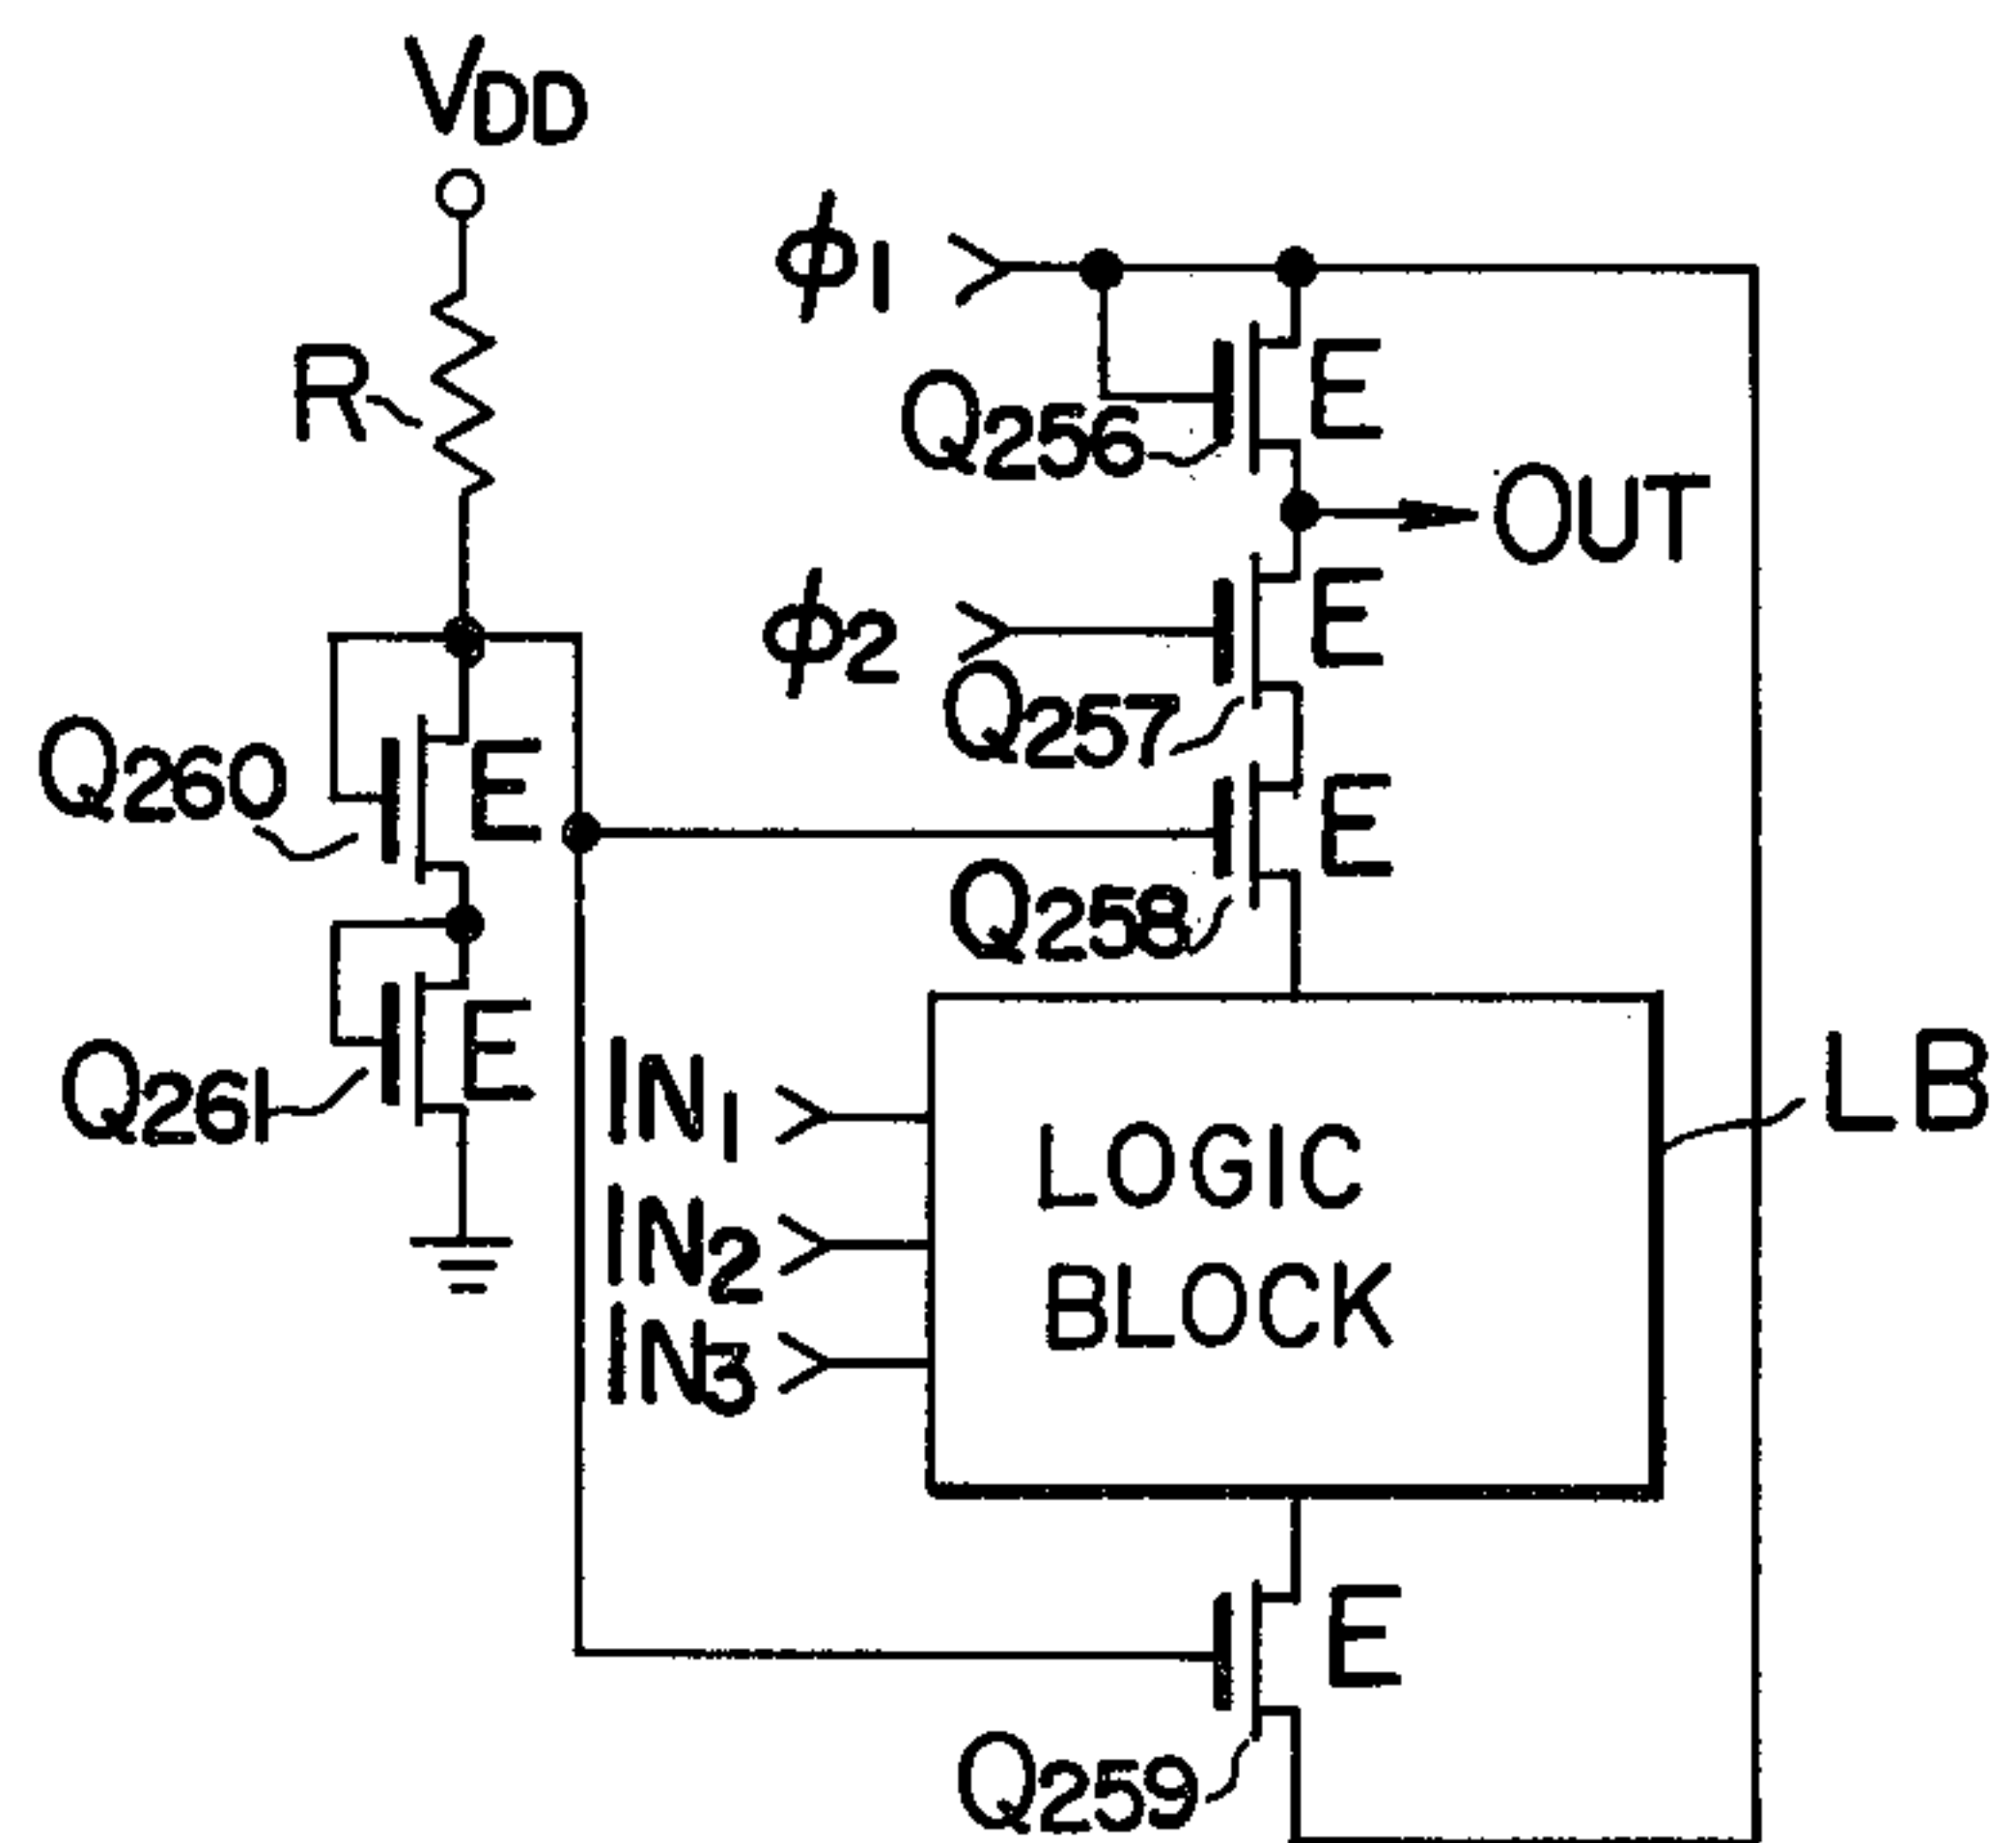 VDD
φ1
R
Q256
E
OUT
φ2
E
Q257
Q260
E
E
Q258
Q261
E
IN1
LB
LOGIC
IN2
BLOCK
IN3
E
Q259